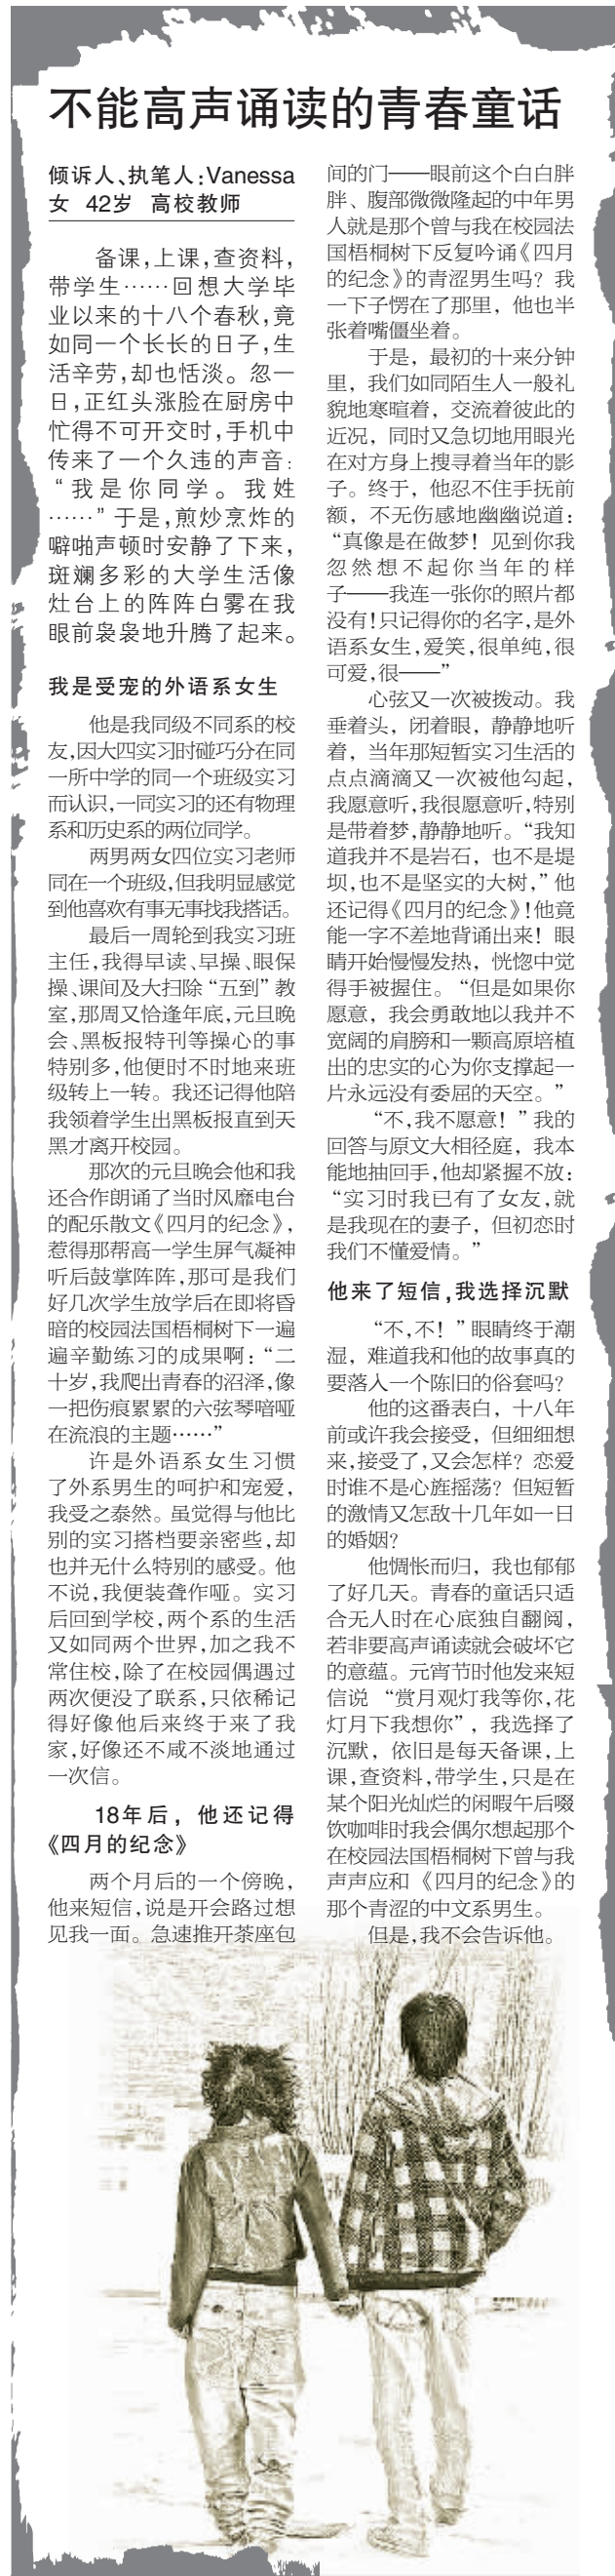 不能高声诵读的青春童话
倾诉人、执笔人：Vanessa
女 42岁 高校教师
备课，上课，查资料，
带学生……回想大学毕
业以来的十八个春秋，竟
如同一个长长的日子，生
活辛劳，却也恬淡。忽一
日，正红头涨脸在厨房中
忙得不可开交时，手机中
传来了一个久违的声音：
“我是你同学。我姓
……”于是，煎炒烹炸的
噼啪声顿时安静了下来，
斑斓多彩的大学生活像
灶台上的阵阵白雾在我
眼前袅袅地升腾了起来。
我是受宠的外语系女生
他是我同级不同系的校
友，因大四实习时碰巧分在同
一所中学的同一个班级实习
而认识，一同实习的还有物理
系和历史系的两位同学。
两男两女四位实习老师
同在一个班级，但我明显感觉
到他喜欢有事无事找我搭话。
最后一周轮到我实习班
主任，我得早读、早操、眼保
操、课间及大扫除“五到”教
室，那周又恰逢年底，元旦晚
会、黑板报特刊等操心的事
特别多，他便时不时地来班
级转上一转。我还记得他陪
我领着学生出黑板报直到天
黑才离开校园。
那次的元旦晚会他和我
还合作朗诵了当时风靡电台
的配乐散文《四月的纪念》，
惹得那帮高一学生屏气凝神
听后鼓掌阵阵，那可是我们
好几次学生放学后在即将昏
暗的校园法国梧桐树下一遍
遍辛勤练习的成果啊：“二
十岁，我爬出青春的沼泽，像
一把伤痕累累的六弦琴喑哑
在流浪的主题……”
许是外语系女生习惯
了外系男生的呵护和宠爱，
我受之泰然。虽觉得与他比
别的实习搭档要亲密些，却
也并无什么特别的感受。他
不说，我便装聋作哑。实习
后回到学校，两个系的生活
又如同两个世界，加之我不
常住校，除了在校园偶遇过
两次便没了联系，只依稀记
得好像他后来终于来了我
家，好像还不咸不淡地通过
一次信。
18年后，他还记得
《四月的纪念》
两个月后的一个傍晚，
他来短信，说是开会路过想
见我一面。急速推开茶座包
间的门——眼前这个白白胖
胖、腹部微微隆起的中年男
人就是那个曾与我在校园法
国梧桐树下反复吟诵《四月
的纪念》的青涩男生吗？我
一下子愣在了那里，他也半
张着嘴僵坐着。
于是，最初的十来分钟
里，我们如同陌生人一般礼
貌地寒暄着，交流着彼此的
近况，同时又急切地用眼光
在对方身上搜寻着当年的影
子。终于，他忍不住手抚前
额，不无伤感地幽幽说道：
“真像是在做梦！见到你我
忽然想不起你当年的样
子——我连一张你的照片都
没有！只记得你的名字，是外
语系女生，爱笑，很单纯，很
可爱，很——”
心弦又一次被拨动。我
垂着头，闭着眼，静静地听
着，当年那短暂实习生活的
点点滴滴又一次被他勾起，
我愿意听，我很愿意听，特别
是带着梦，静静地听。“我知
道我并不是岩石，也不是堤
坝，也不是坚实的大树，”他
还记得《四月的纪念》！他竟
能一字不差地背诵出来！眼
睛开始慢慢发热，恍惚中觉
得手被握住。“但是如果你
愿意，我会勇敢地以我并不
宽阔的肩膀和一颗高原培植
出的忠实的心为你支撑起一
片永远没有委屈的天空。”
“不，我不愿意！”我的
回答与原文大相径庭，我本
能地抽回手，他却紧握不放：
“实习时我已有了女友，就
是我现在的妻子，但初恋时
我们不懂爱情。”
他来了短信，我选择沉默
“不，不！”眼睛终于潮
湿，难道我和他的故事真的
要落入一个陈旧的俗套吗？
他的这番表白，十八年
前或许我会接受，但细细想
来，接受了，又会怎样？恋爱
时谁不是心旌摇荡？但短暂
的激情又怎敌十几年如一日
的婚姻？
他惆怅而归，我也郁郁
了好几天。青春的童话只适
合无人时在心底独自翻阅，
若非要高声诵读就会破坏它
的意蕴。元宵节时他发来短
信说 “赏月观灯我等你，花
灯月下我想你”，我选择了
沉默，依旧是每天备课，上
课，查资料，带学生，只是在
某个阳光灿烂的闲暇午后啜
饮咖啡时我会偶尔想起那个
在校园法国梧桐树下曾与我
声声应和《四月的纪念》的
那个青涩的中文系男生。
但是，我不会告诉他。